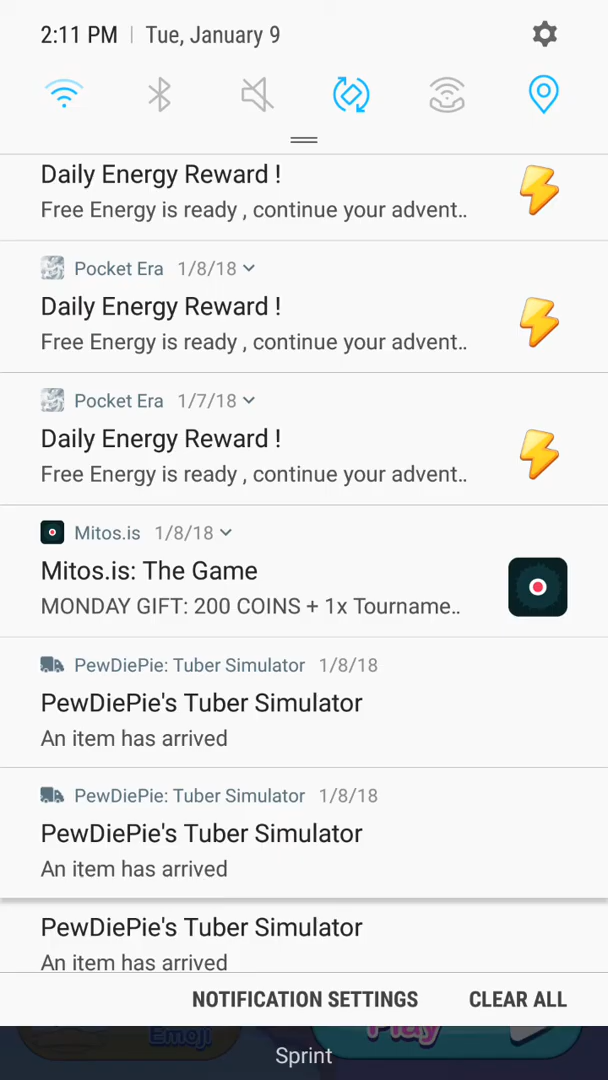 2:11 PM | Tue, January 9
Daily Energy Reward !
Free Energy is ready , continue your advent..
Pocket Era 1/8/18
Daily Energy Reward !
Free Energy is ready , continue your advent..
Pocket Era 1/7/18
Daily Energy Reward !
Free Energy is ready , continue your advent..
Mitos.is 1/8/18
Mitos.is: The Game
MONDAY GIFT: 200 COINS + 1x Tourname..
PewDiePie: Tuber Simulator 1/8/18
PewDiePie's Tuber Simulator
An item has arrived
PewDiePie: Tuber Simulator 1/8/18
PewDiePie's Tuber Simulator
An item has arrived
PewDiePie's Tuber Simulator
An item has arrived
NOTIFICATION SETTINGS CLEAR ALL
Emoji Play
Sprint